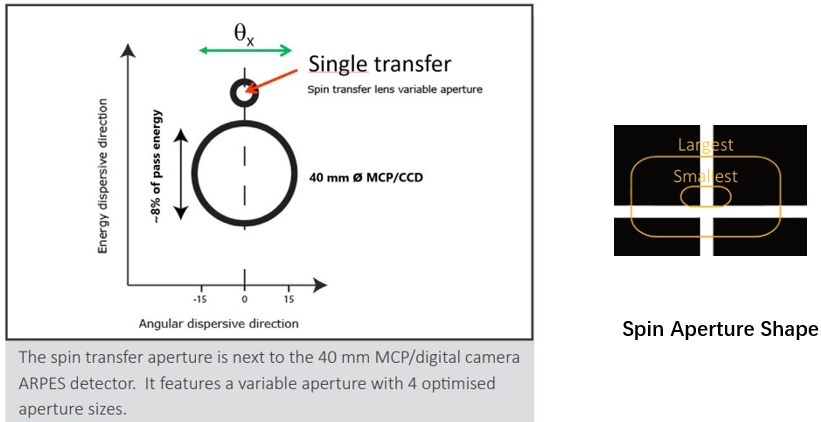 θx
Single transfer
Spin transfer lens variable aperture
Energy dispersive direction
~8% of pass energy
40 mm Ø MCP/CCD
-15 0 15
Angular dispersive direction
The spin transfer aperture is next to the 40 mm MCP/digital camera
ARPES detector. It features a variable aperture with 4 optimised
aperture sizes.
Largest
Smallest
Spin Aperture Shape